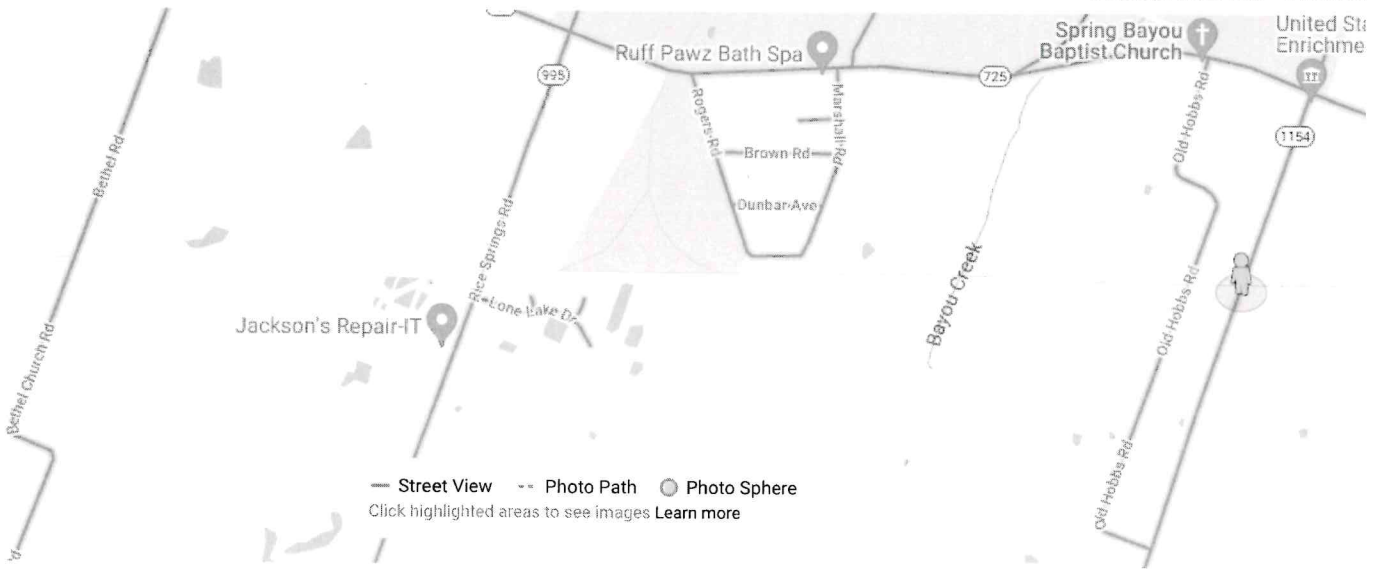 Spring Bayou
Baptist Church
United Sta
Enrichme
Ruff Pawz Bath Spa
995
725
1154
Rogers Rd
Marshall Rd
Old Hobbs Rd
Bethel Rd
Brown Rd
Dunbar Ave
Rice Springs Rd
Bayou Creek
Lone Lake Dr
Jackson's Repair-IT
Old Hobbs Rd
Bethel Church Rd
Old Hobbs Rd
Street View Photo Path Photo Sphere
Click highlighted areas to see images Learn more